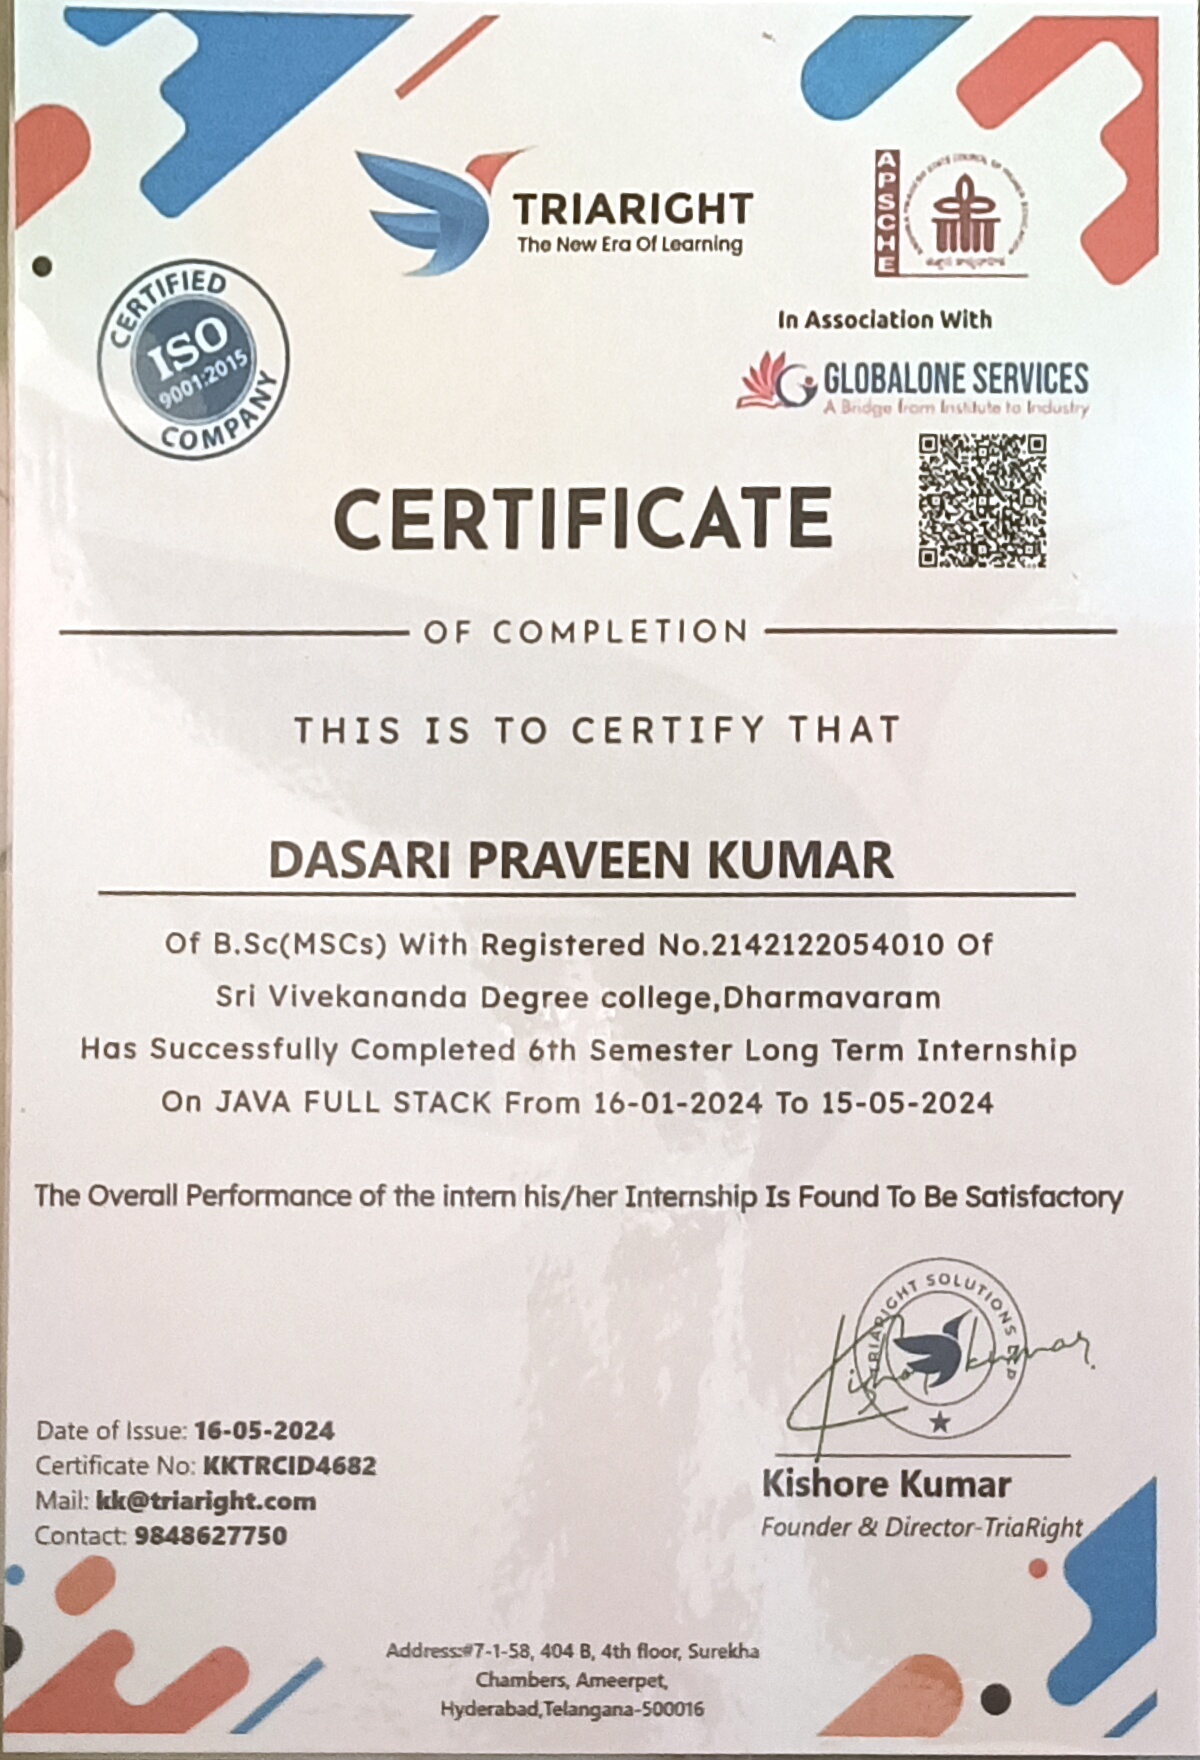 TRIARIGHT
The New Era Of Learning
APSCHE
CERTIFIED
ISO
9001:2015
COMPANY
In Association With
GLOBALONE SERVICES
A Bridge from Institute to Industry
CERTIFICATE
OF COMPLETION
THIS IS TO CERTIFY THAT
DASARI PRAVEEN KUMAR
Of B.Sc(MSCs) With Registered No.2142122054010 Of
Sri Vivekananda Degree college,Dharmavaram
Has Successfully Completed 6th Semester Long Term Internship
On JAVA FULL STACK From 16-01-2024 To 15-05-2024
The Overall Performance of the intern his/her Internship Is Found To Be Satisfactory
TRIARIGHT SOLUTIONS LLP
Kishore Kumar
Date of Issue: 16-05-2024
Certificate No: KKTRCID4682
Mail: kk@triaright.com
Contact: 9848627750
Kishore Kumar
Founder & Director-TriaRight
Address:#7-1-58, 404 B, 4th floor, Surekha
Chambers, Ameerpet,
Hyderabad,Telangana-500016